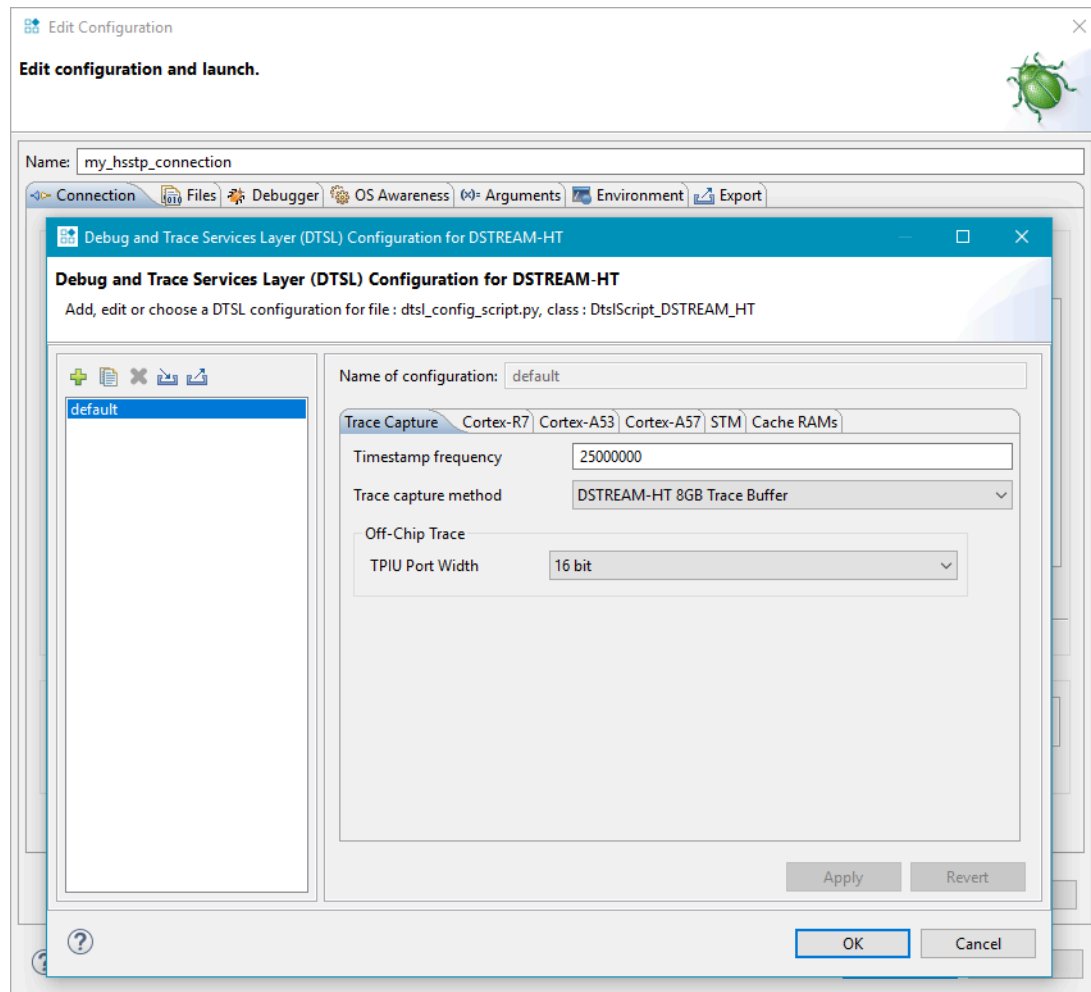 Edit Configuration
Edit configuration and launch.
Name: my_hsstp_connection
Connection Files Debugger OS Awareness (x)= Arguments Environment Export
Debug and Trace Services Layer (DTSL) Configuration for DSTREAM-HT
Debug and Trace Services Layer (DTSL) Configuration for DSTREAM-HT
Add, edit or choose a DTSL configuration for file : dtsl_config_script.py, class : DtslScript_DSTREAM_HT
default
Name of configuration: default
Trace Capture Cortex-R7 Cortex-A53 Cortex-A57 STM Cache RAMs
Timestamp frequency 25000000
Trace capture method DSTREAM-HT 8GB Trace Buffer
Off-Chip Trace
TPIU Port Width 16 bit
Apply Revert
? OK Cancel